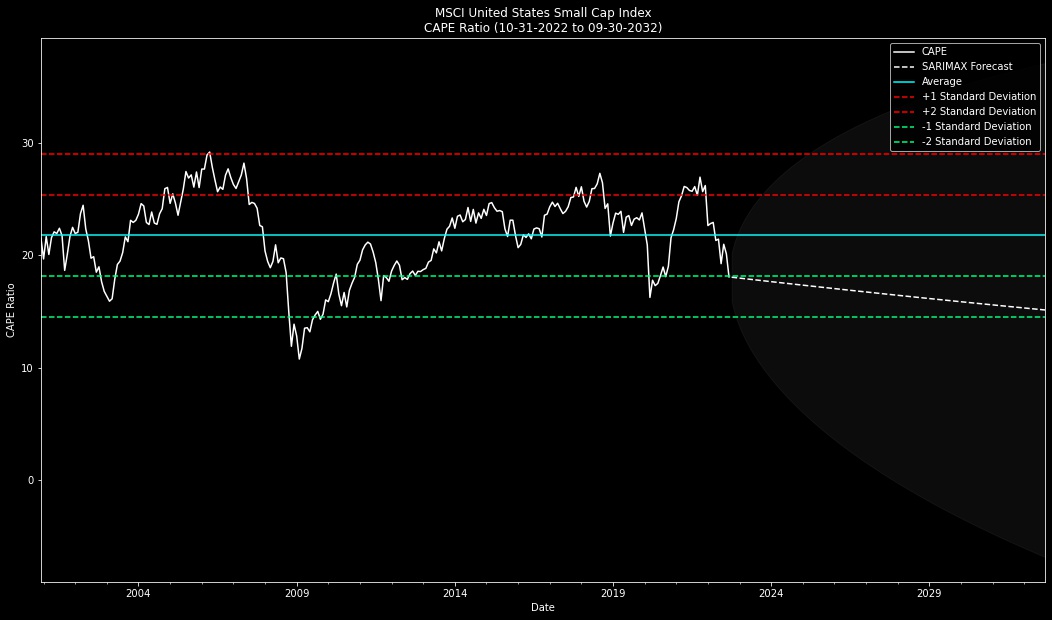 MSCI United States Small Cap Index
CAPE Ratio (10-31-2022 to 09-30-2032)
CAPE
SARIMAX Forecast
Average
+1 Standard Deviation
+2 Standard Deviation
-1 Standard Deviation
-2 Standard Deviation
30
20
10
0
CAPE Ratio
2004
2009
2014
2019
2024
2029
Date